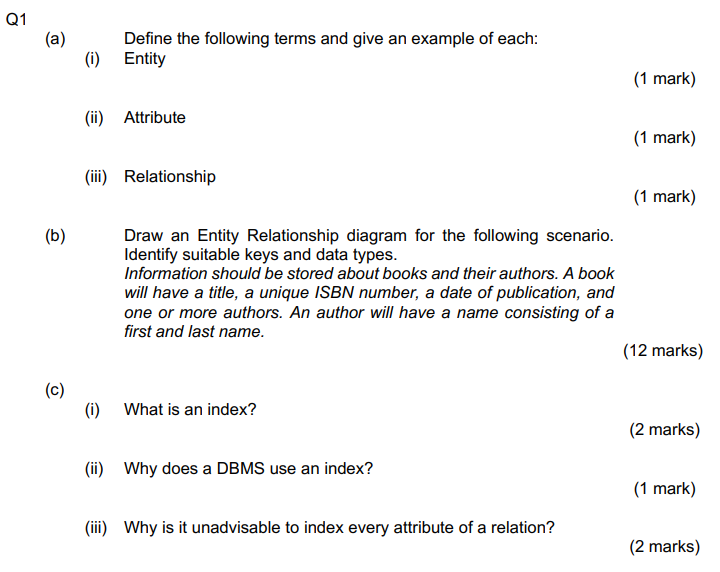 Q1
(a) Define the following terms and give an example of each:
(i) Entity
(1 mark)
(ii) Attribute
(1 mark)
(iii) Relationship
(1 mark)
(b) Draw an Entity Relationship diagram for the following scenario.
Identify suitable keys and data types.
Information should be stored about books and their authors. A book
will have a title, a unique ISBN number, a date of publication, and
one or more authors. An author will have a name consisting of a
first and last name.
(12 marks)
(c)
(i) What is an index?
(2 marks)
(ii) Why does a DBMS use an index?
(1 mark)
(iii) Why is it unadvisable to index every attribute of a relation?
(2 marks)